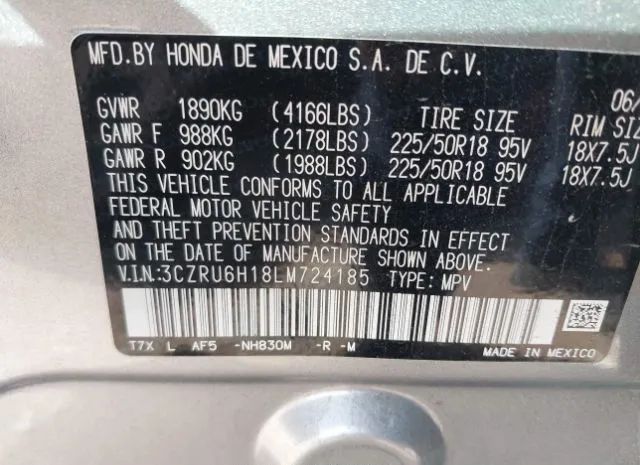 MFD.BY HONDA DE MEXICO S.A. DE C.V.
06
GVWR 1890KG (4166LBS) TIRE SIZE RIM SIZ
GAWR F 988KG (2178LBS) 225/50R18 95V 18X7.5J
GAWR R 902KG (1988LBS) 225/50R18 95V 18X7.5J
THIS VEHICLE CONFORMS TO ALL APPLICABLE
FEDERAL MOTOR VEHICLE SAFETY
AND THEFT PREVENTION STANDARDS IN EFFECT
ON THE DATE OF MANUFACTURE SHOWN ABOVE.
V.I.N.:3CZRU6H18LM724185 TYPE: MPV
T7X L AF5 -NH830M -R -M MADE IN MEXICO